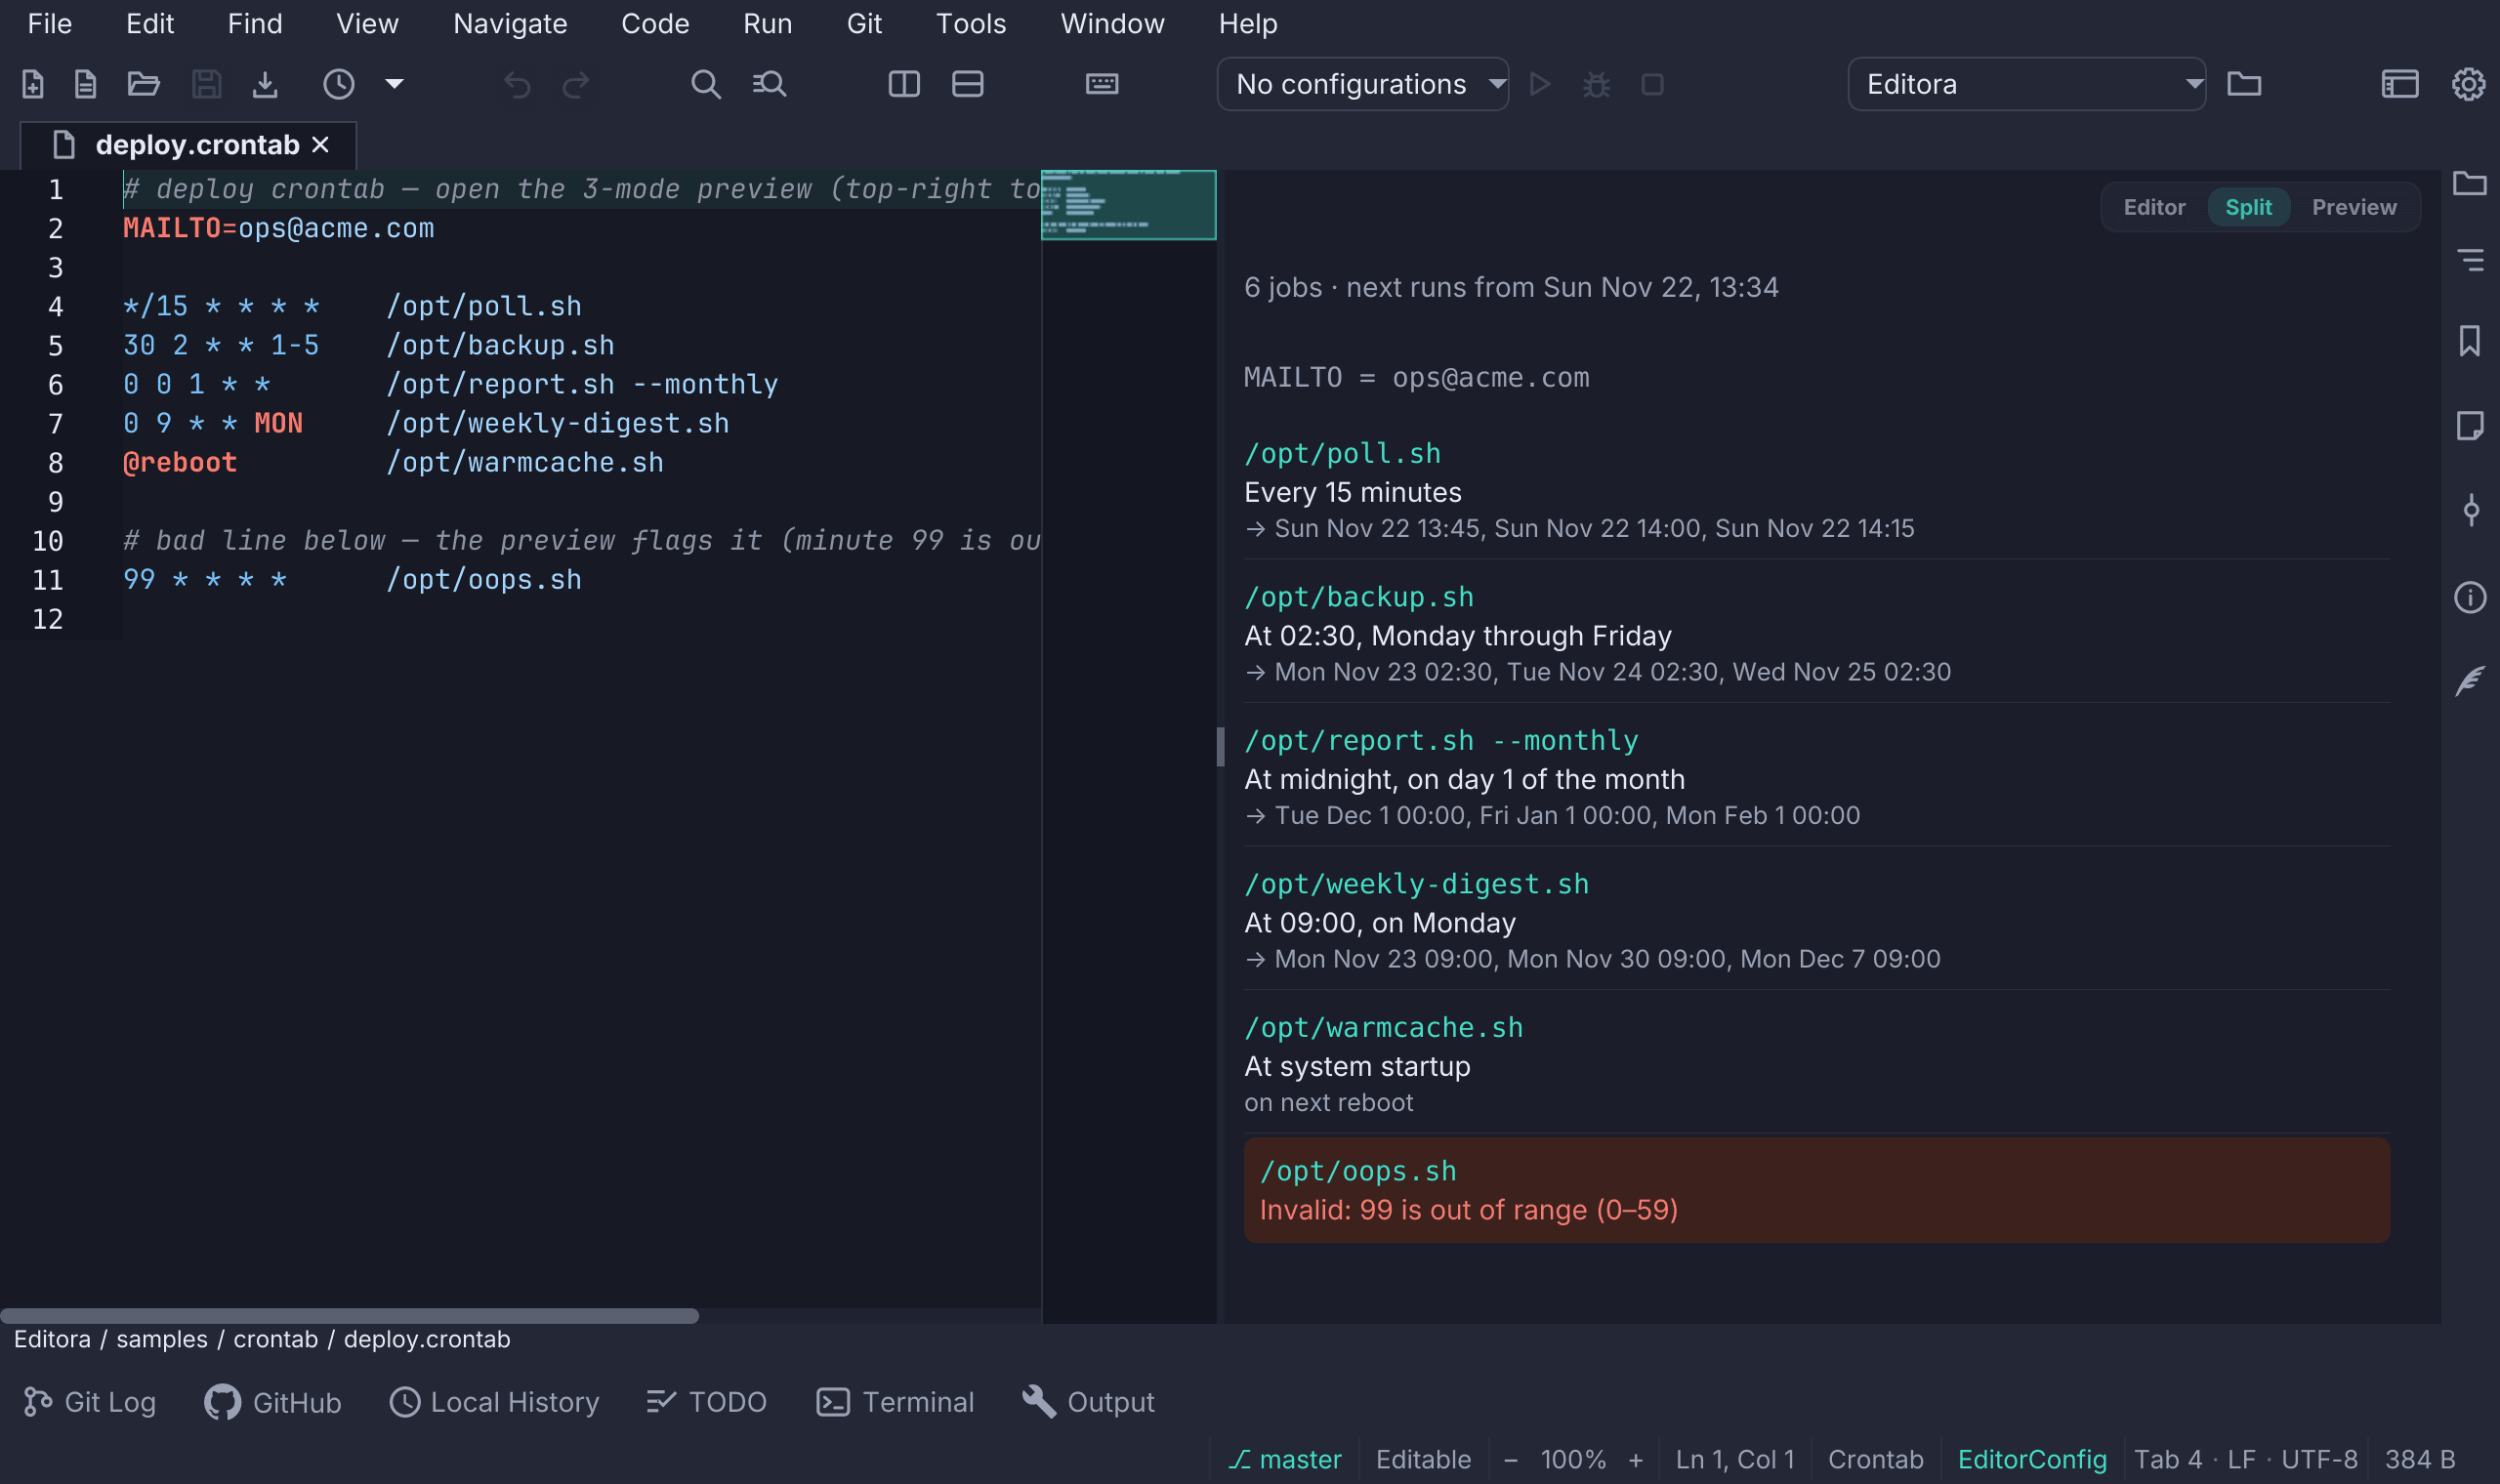 File Edit Find View Navigate Code Run Git Tools Window Help
No configurations
Editora
deploy.crontab
1 # deploy crontab — open the 3-mode preview (top-right to
2 MAILTO=ops@acme.com
3
4 */15 * * * * /opt/poll.sh
5 30 2 * * 1-5 /opt/backup.sh
6 0 0 1 * * /opt/report.sh --monthly
7 0 9 * * MON /opt/weekly-digest.sh
8 @reboot /opt/warmcache.sh
9
10 # bad line below — the preview flags it (minute 99 is ou
11 99 * * * * /opt/oops.sh
12
Editor Split Preview
6 jobs · next runs from Sun Nov 22, 13:34
MAILTO = ops@acme.com
/opt/poll.sh
Every 15 minutes
→ Sun Nov 22 13:45, Sun Nov 22 14:00, Sun Nov 22 14:15
/opt/backup.sh
At 02:30, Monday through Friday
→ Mon Nov 23 02:30, Tue Nov 24 02:30, Wed Nov 25 02:30
/opt/report.sh --monthly
At midnight, on day 1 of the month
→ Tue Dec 1 00:00, Fri Jan 1 00:00, Mon Feb 1 00:00
/opt/weekly-digest.sh
At 09:00, on Monday
→ Mon Nov 23 09:00, Mon Nov 30 09:00, Mon Dec 7 09:00
/opt/warmcache.sh
At system startup
on next reboot
/opt/oops.sh
Invalid: 99 is out of range (0–59)
Editora / samples / crontab / deploy.crontab
Git Log GitHub Local History TODO Terminal Output
master Editable − 100% + Ln 1, Col 1 Crontab EditorConfig Tab 4 · LF · UTF-8 384 B